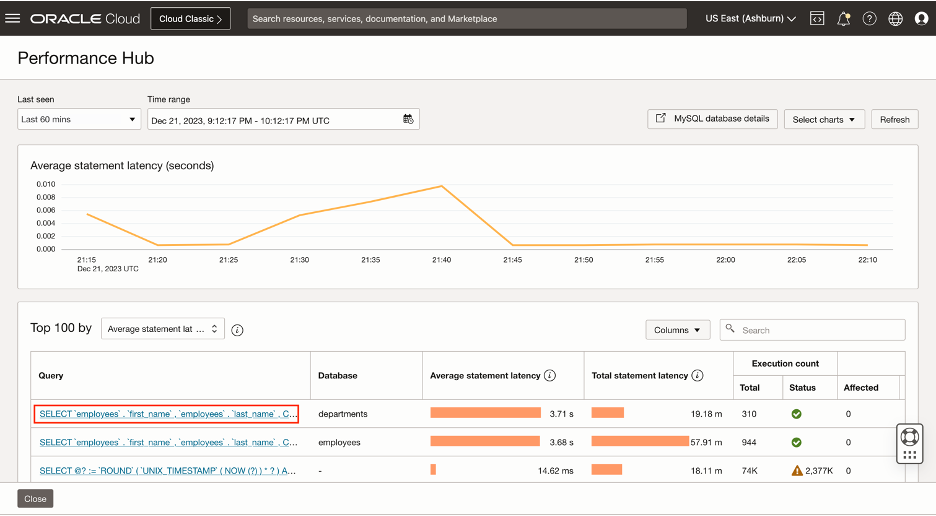 ORACLE Cloud Cloud Classic > Search resources, services, documentation, and Marketplace US East (Ashburn)
Performance Hub
Last seen Time range
Last 60 mins Dec 21, 2023, 9:12:17 PM - 10:12:17 PM UTC MySQL database details Select charts Refresh
Average statement latency (seconds)
0.010
0.008
0.006
0.004
0.002
0.000
21:15 21:20 21:25 21:30 21:35 21:40 21:45 21:50 21:55 22:00 22:05 22:10
Dec 21, 2023 UTC
Top 100 by Average statement lat ... Columns Search
Execution count
Query Database Average statement latency Total statement latency
Total Status Affected
SELECT `employees` . `first_name` , `employees` . `last_name` , C... departments 3.71 s 19.18 m 310 0
SELECT `employees` . `first_name` , `employees` . `last_name` , C... employees 3.68 s 57.91 m 944 0
SELECT @? := `ROUND` ( `UNIX_TIMESTAMP` ( NOW (?) ) * ? ) A... - 14.62 ms 18.11 m 74K 2,377K 0
Close